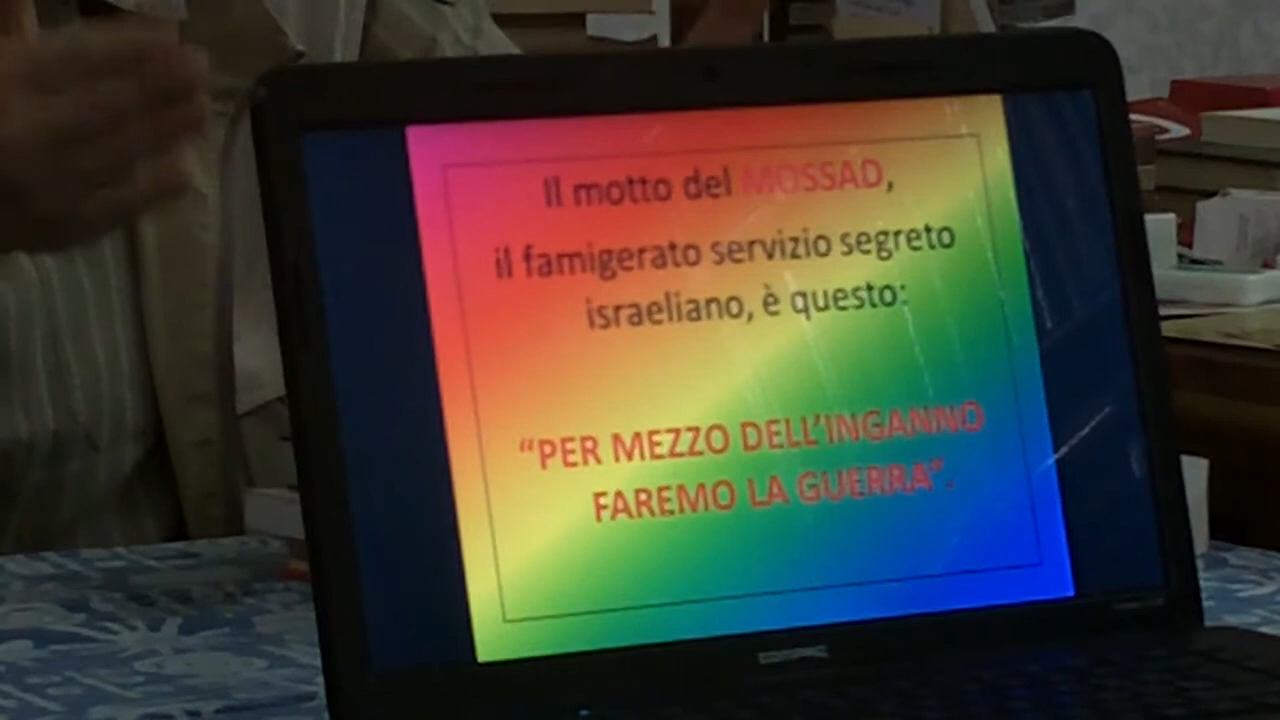 Il motto del MOSSAD,
il famigerato servizio segreto
israeliano, è questo:
“PER MEZZO DELL’INGANNO
FAREMO LA GUERRA”.